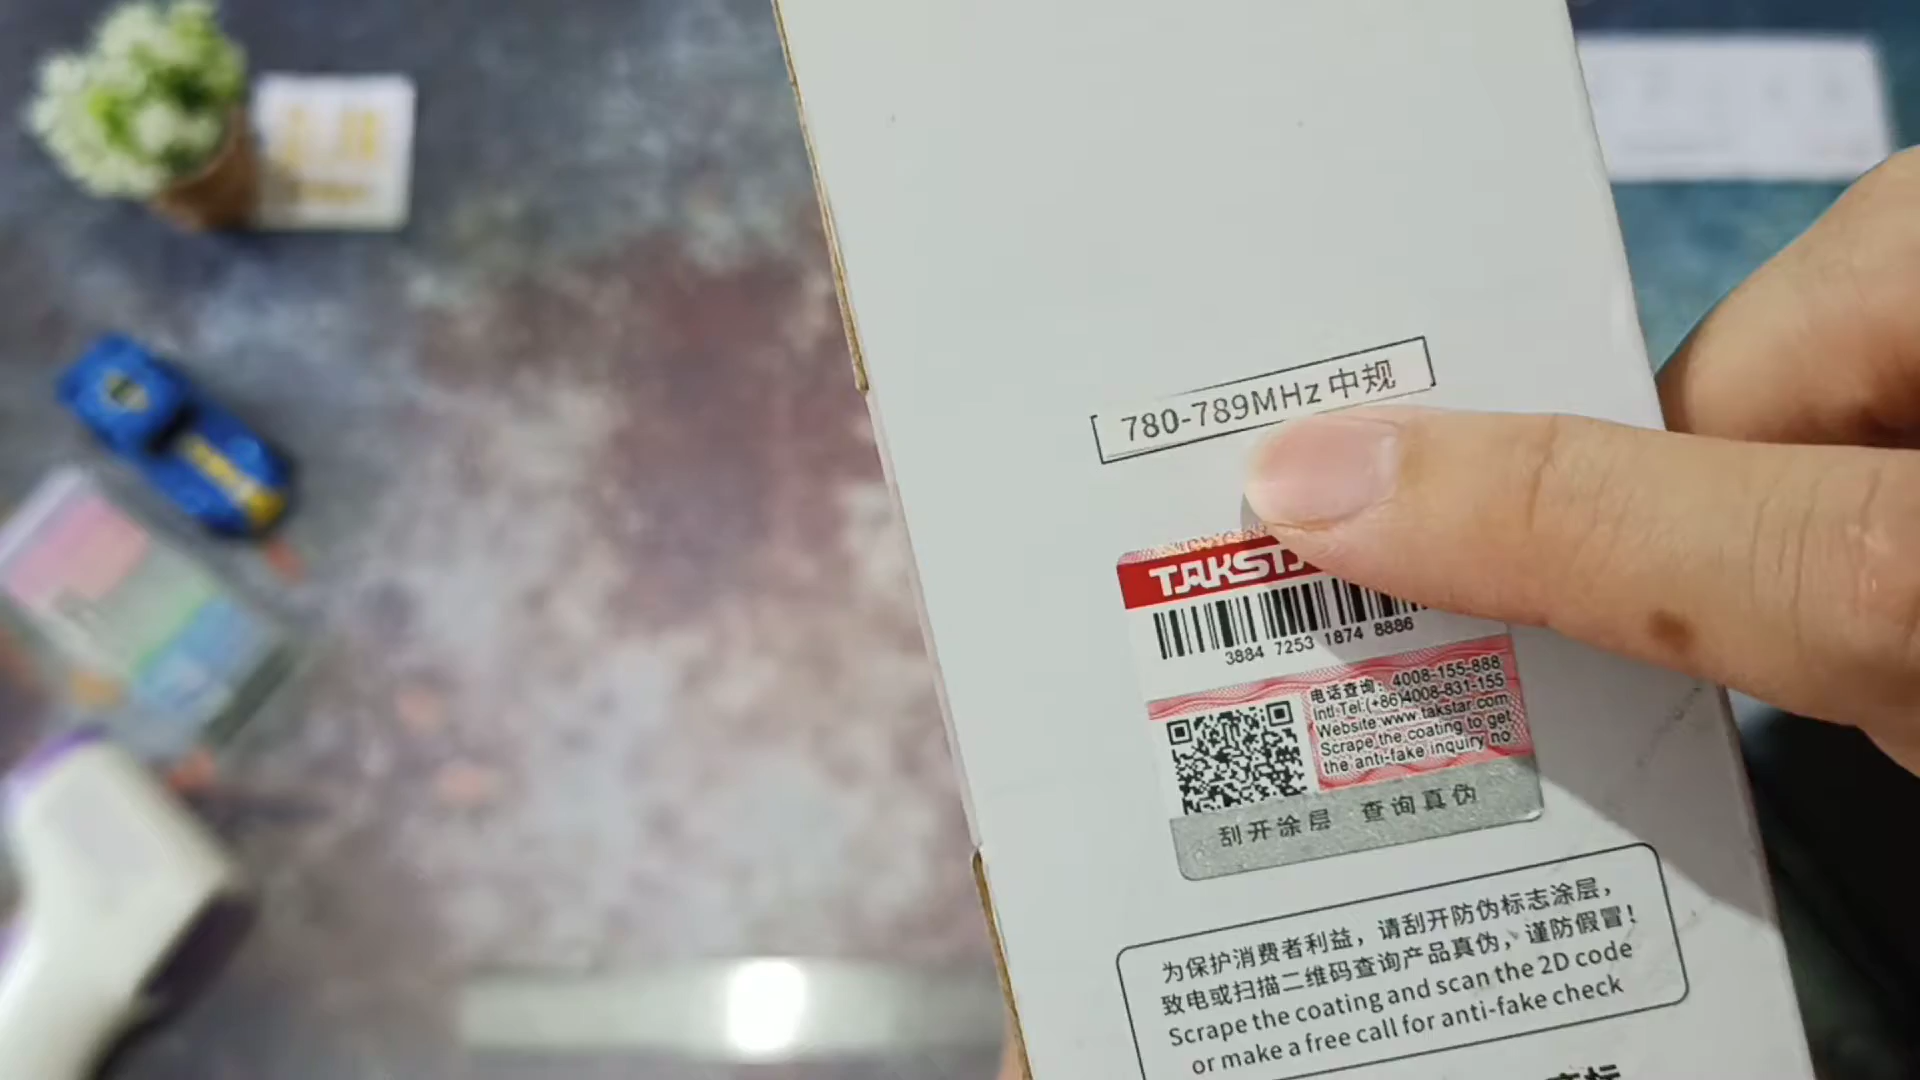 780-789MHz 中规
TAKST
3884 7253 1874 8886
电话查询：4008-155-888
Intl Tel:(+86)4008-831-155
Website:www.takstar.com
Scrape the coating to get
the anti-fake inquiry no
刮开涂层 查询真伪
为保护消费者利益，请刮开防伪标志涂层，
致电或扫描二维码查询产品真伪，谨防假冒！
Scrape the coating and scan the 2D code
or make a free call for anti-fake check